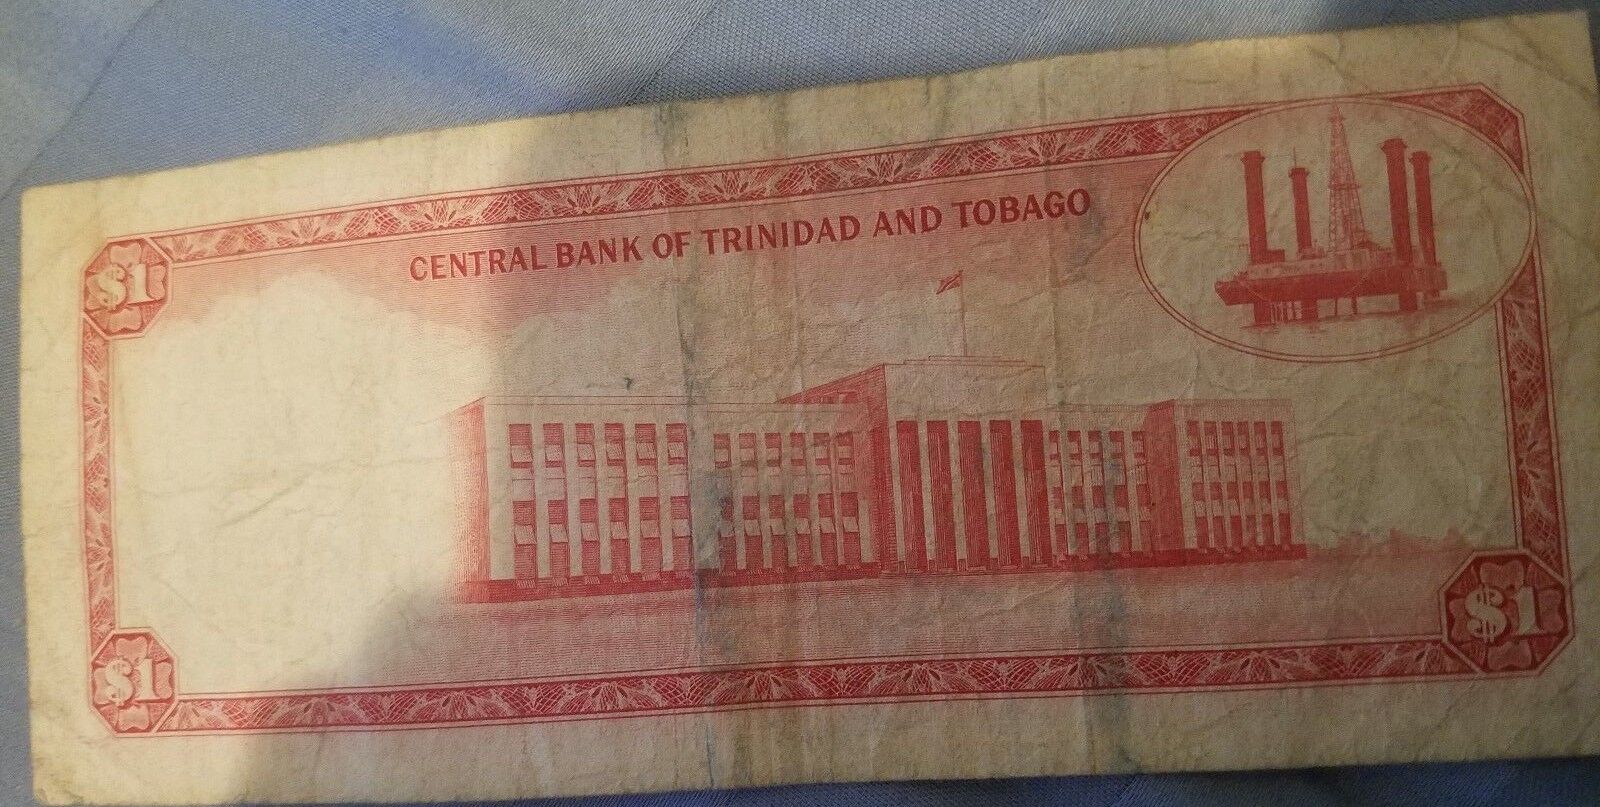 CENTRAL BANK OF TRINIDAD AND TOBAGO
$1
$1
$1